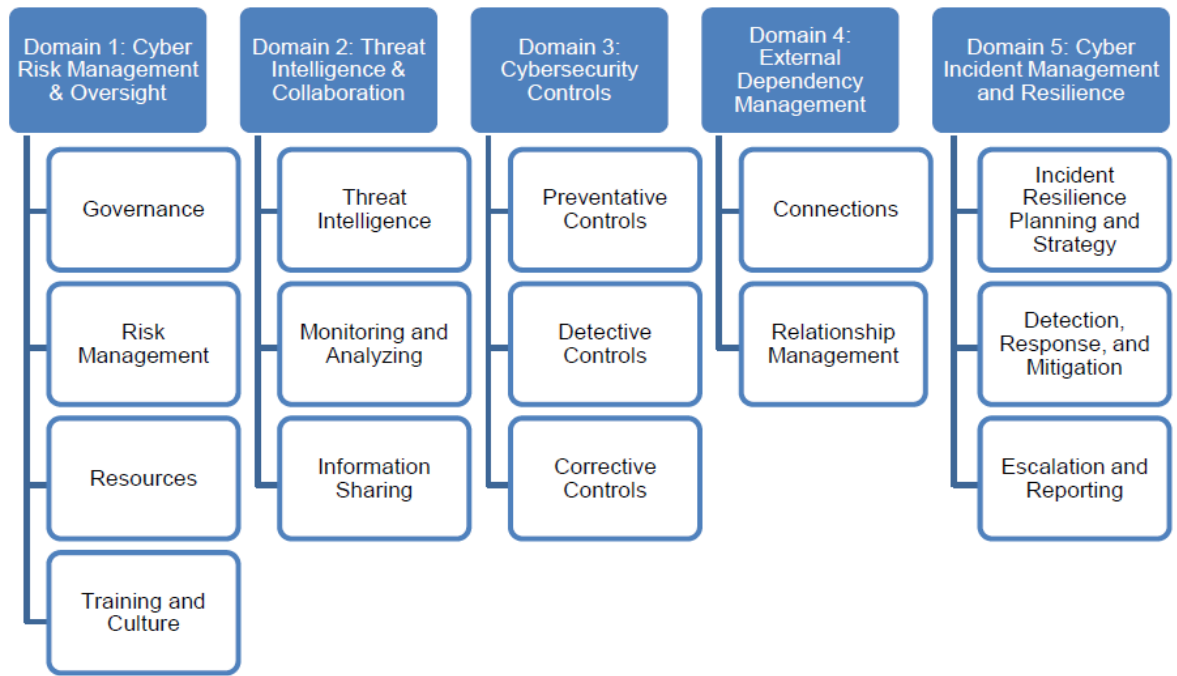 Domain 1: Cyber
Risk Management
& Oversight
Governance
Risk
Management
Resources
Training and
Culture
Domain 2: Threat
Intelligence &
Collaboration
Threat
Intelligence
Monitoring and
Analyzing
Information
Sharing
Domain 3:
Cybersecurity
Controls
Preventative
Controls
Detective
Controls
Corrective
Controls
Domain 4:
External
Dependency
Management
Connections
Relationship
Management
Domain 5: Cyber
Incident Management
and Resilience
Incident
Resilience
Planning and
Strategy
Detection,
Response, and
Mitigation
Escalation and
Reporting